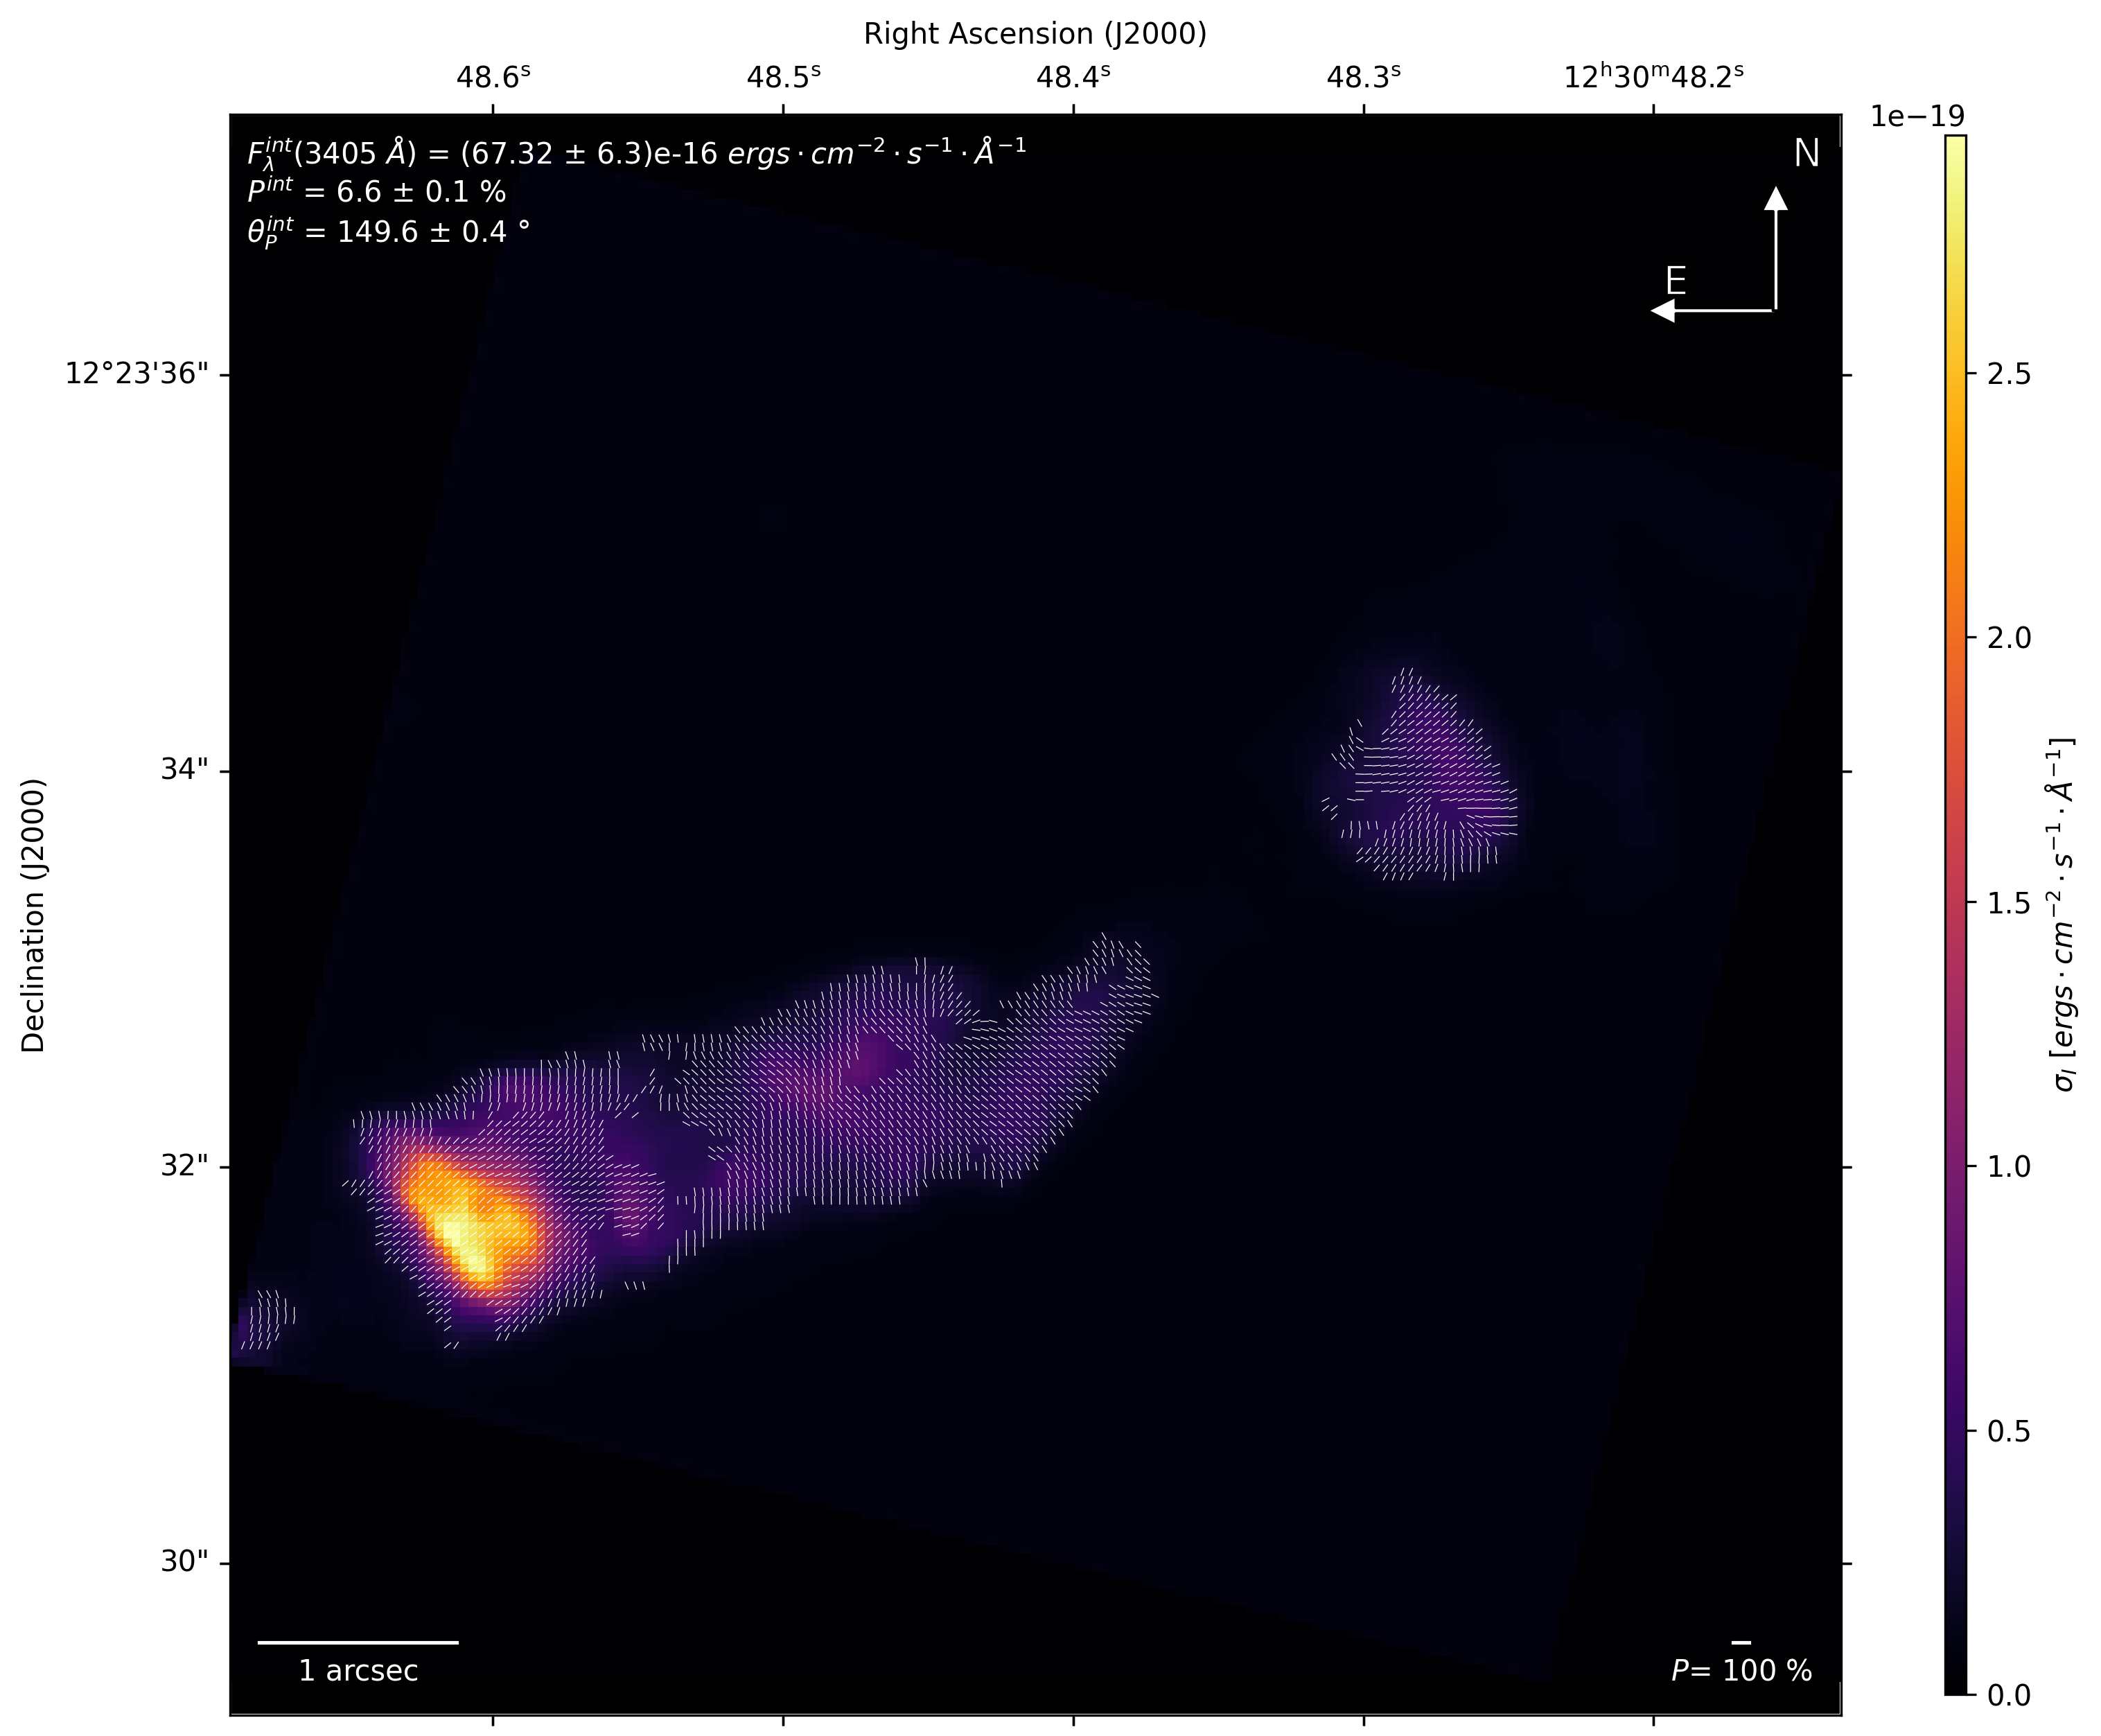 Right Ascension (J2000)
48.6ˢ 48.5ˢ 48.4ˢ 48.3ˢ 12ʰ30ᵐ48.2ˢ
1e−19
F_λ^{int}(3405 Å) = (67.32 ± 6.3)e-16 ergs · cm⁻² · s⁻¹ · Å⁻¹
P^{int} = 6.6 ± 0.1 %
θ_P^{int} = 149.6 ± 0.4 °
N
E
12°23'36"
34"
32"
30"
Declination (J2000)
2.5
2.0
1.5
1.0
0.5
0.0
σ_I [ergs · cm⁻² · s⁻¹ · Å⁻¹]
1 arcsec
P= 100 %